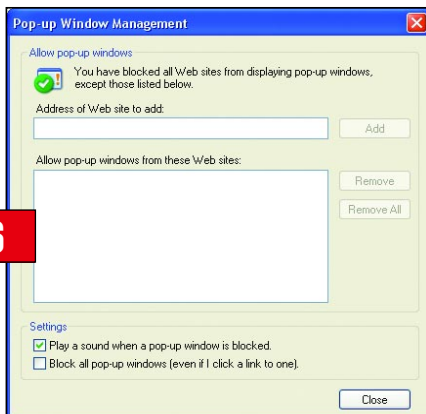 Pop-up Window Management
Allow pop-up windows
You have blocked all Web sites from displaying pop-up windows,
except those listed below.
Address of Web site to add:
Add
Allow pop-up windows from these Web sites:
Remove
Remove All
Settings
Play a sound when a pop-up window is blocked.
Block all pop-up windows (even if I click a link to one).
Close